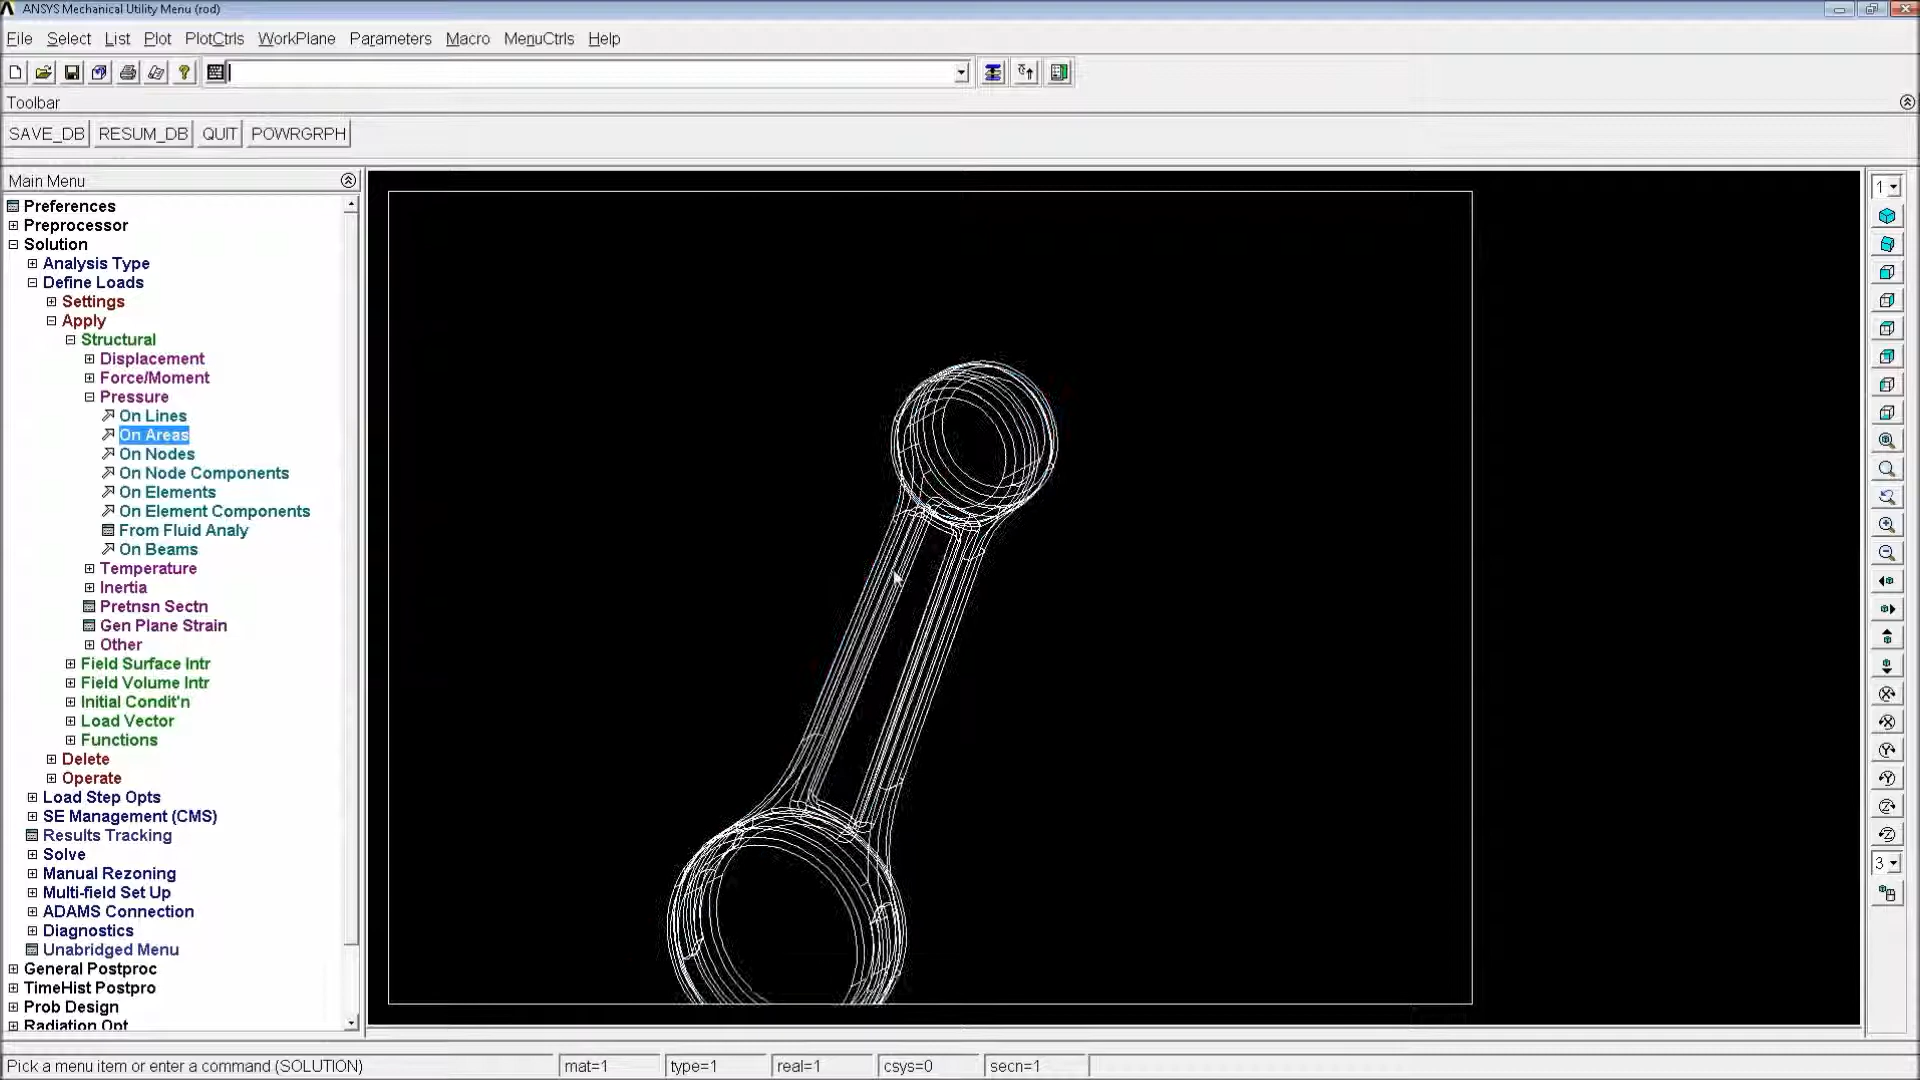 ANSYS Mechanical Utility Menu (rod)
File Select List Plot PlotCtrls WorkPlane Parameters Macro MenuCtrls Help
Toolbar
SAVE_DB RESUM_DB QUIT POWRGRPH
Main Menu
Preferences
Preprocessor
Solution
Analysis Type
Define Loads
Settings
Apply
Structural
Displacement
Force/Moment
Pressure
On Lines
On Areas
On Nodes
On Node Components
On Elements
On Element Components
From Fluid Analy
On Beams
Temperature
Inertia
Pretnsn Sectn
Gen Plane Strain
Other
Field Surface Intr
Field Volume Intr
Initial Condit'n
Load Vector
Functions
Delete
Operate
Load Step Opts
SE Management (CMS)
Results Tracking
Solve
Manual Rezoning
Multi-field Set Up
ADAMS Connection
Diagnostics
Unabridged Menu
General Postproc
TimeHist Postpro
Prob Design
Radiation Opt
1
3
Pick a menu item or enter a command (SOLUTION) mat=1 type=1 real=1 csys=0 secn=1